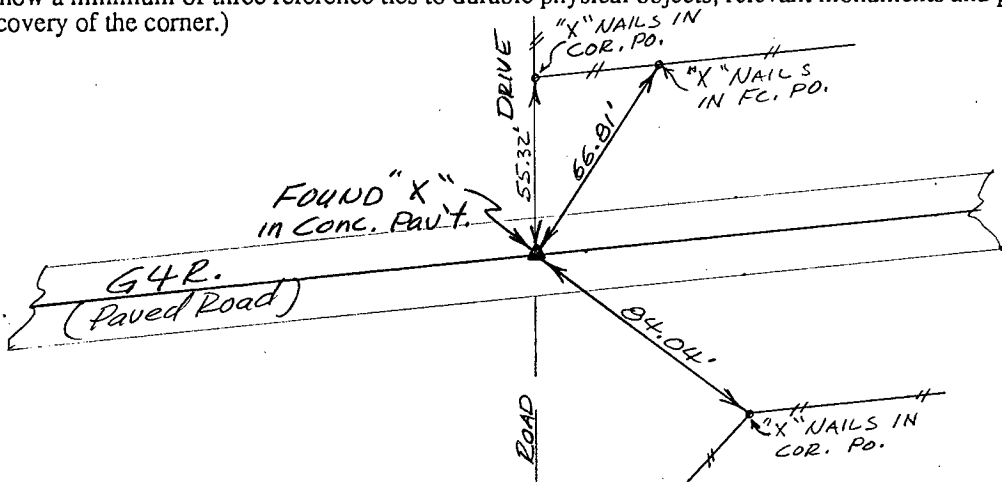 how a minimum of three reference ties to durable physical objects, relevant monuments and
covery of the corner.)
"X" NAILS IN
COR. PO.
DRIVE
"X" NAILS
IN FC. PO.
55.32'
66.81'
FOUND "X"
in Conc. Pav't.
G4R.
(Paved Road)
84.04'
ROAD
"X" NAILS IN
COR. PO.